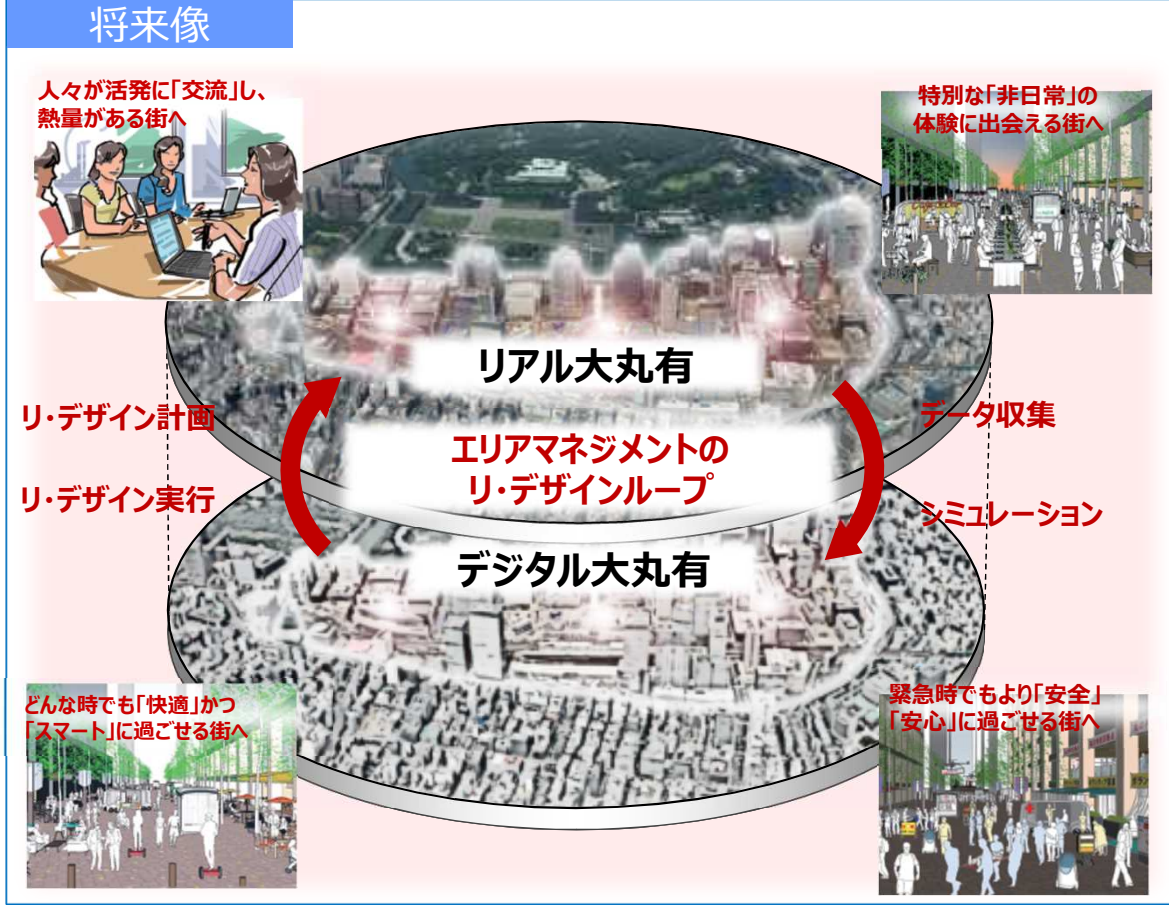 将来像
人々が活発に「交流」し、
熱量がある街へ
特別な「非日常」の
体験に出会える街へ
リアル大丸有
リ・デザイン計画
リ・デザイン実行
エリアマネジメントの
リ・デザインループ
データ収集
シミュレーション
デジタル大丸有
どんな時でも「快適」かつ
「スマート」に過ごせる街へ
緊急時でもより「安全」
「安心」に過ごせる街へ